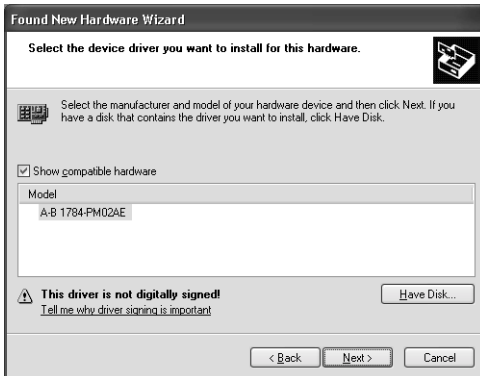 Found New Hardware Wizard
Select the device driver you want to install for this hardware.
Select the manufacturer and model of your hardware device and then click Next. If you
have a disk that contains the driver you want to install, click Have Disk.
Show compatible hardware
Model
A-B 1784-PM02AE
This driver is not digitally signed!
Have Disk...
Tell me why driver signing is important
< Back
Next >
Cancel